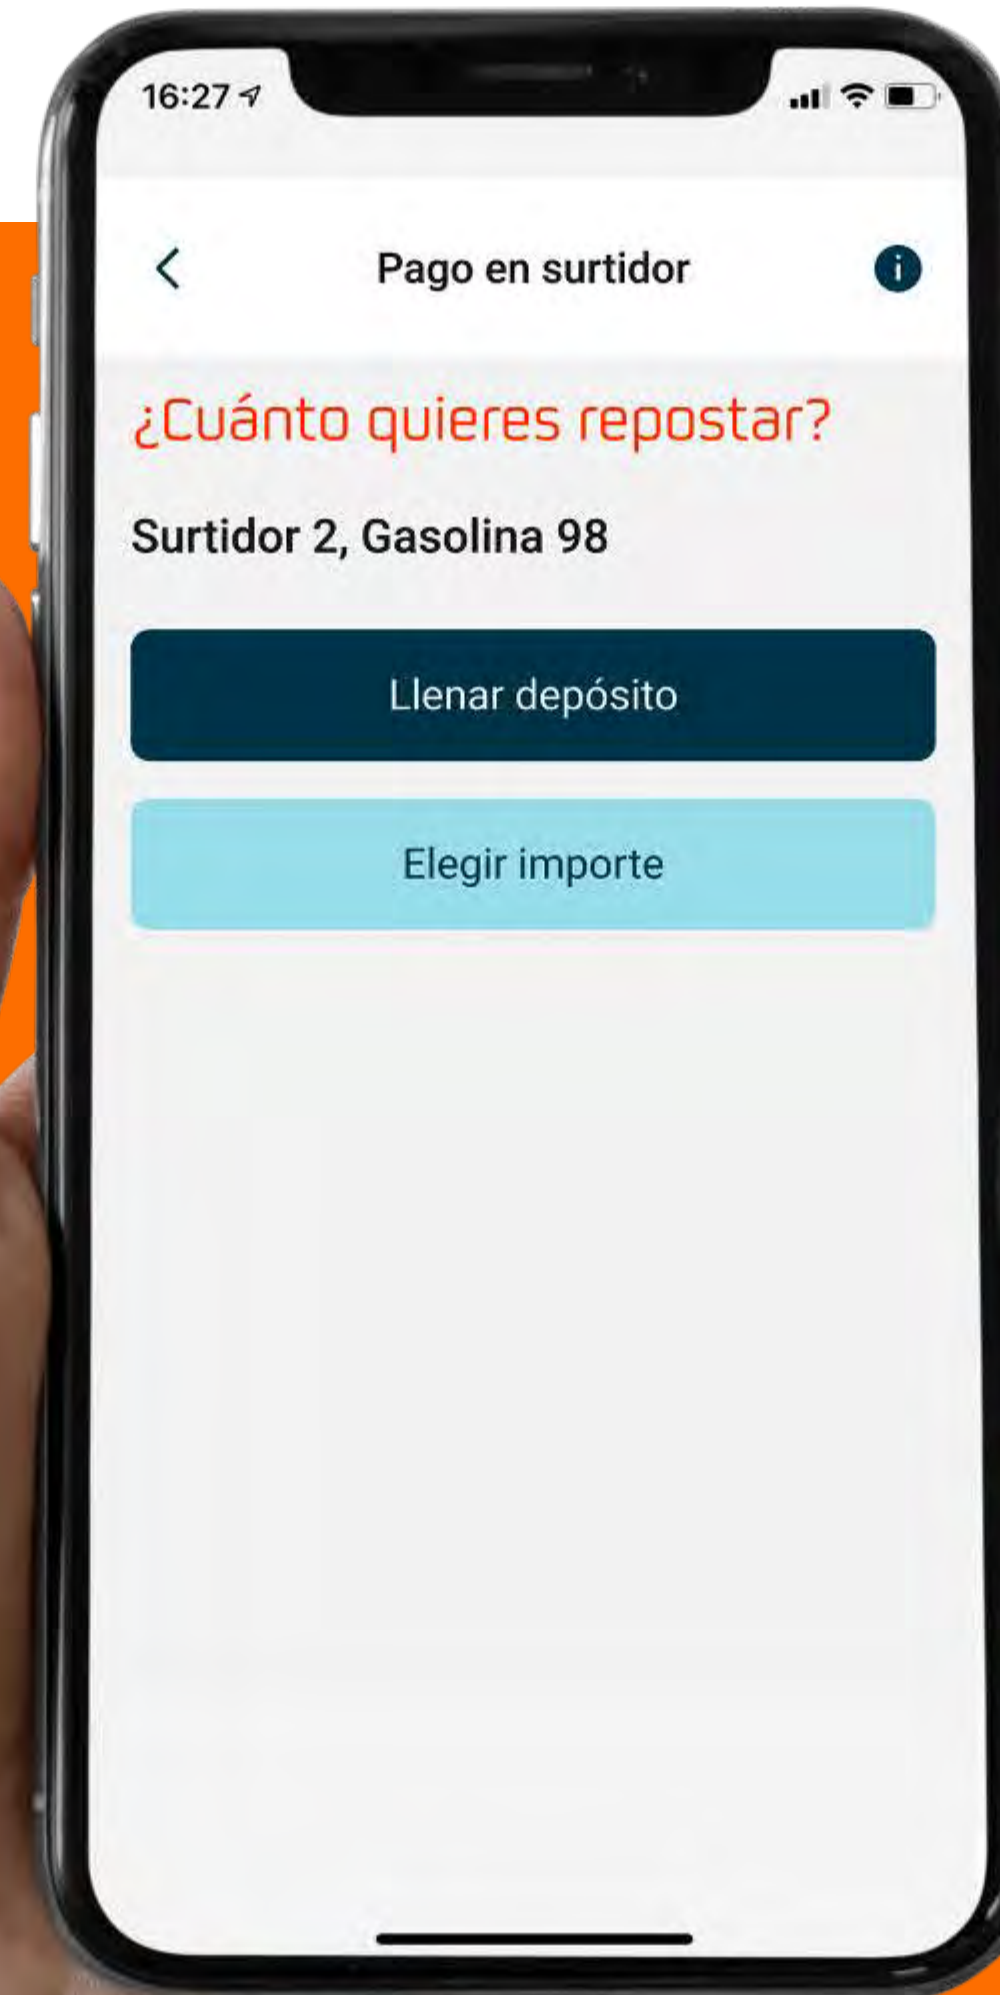 16:27
Pago en surtidor
¿Cuánto quieres repostar?
Surtidor 2, Gasolina 98
Llenar depósito
Elegir importe